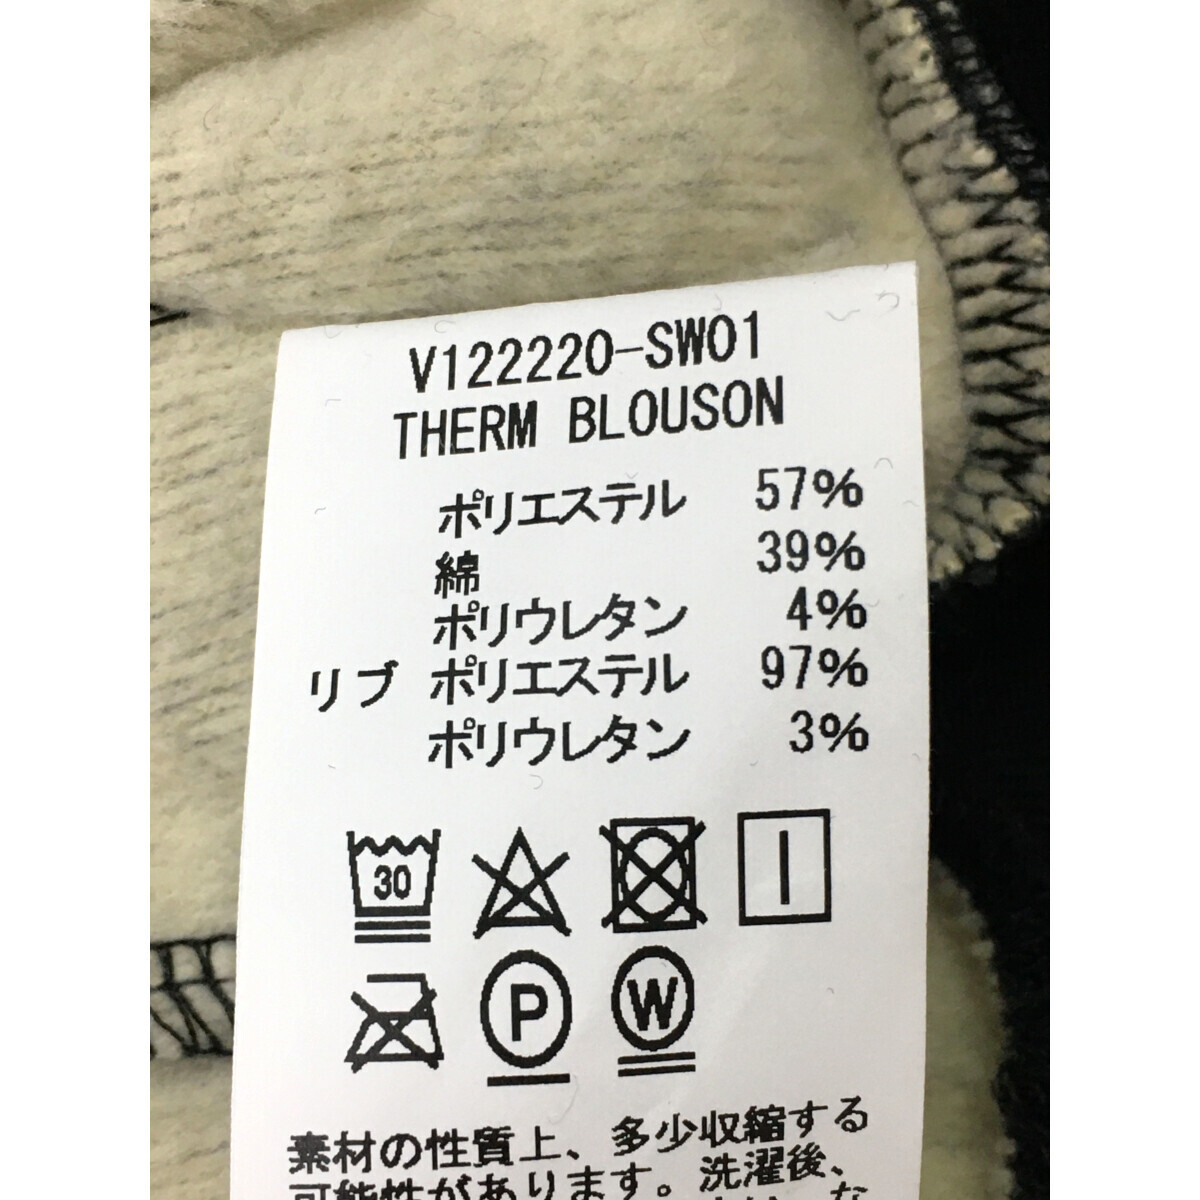 V122220-SW01
THERM BLOUSON
ポリエステル 57%
綿 39%
ポリウレタン 4%
リブ ポリエステル 97%
ポリウレタン 3%
30
P
W
素材の性質上、多少収縮する
可能性があります。洗濯後、